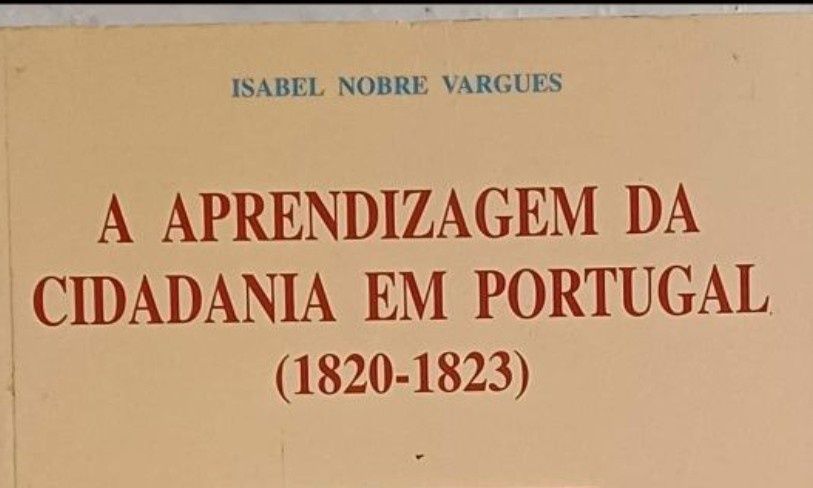 ISABEL NOBRE VARGUES
A APRENDIZAGEM DA
CIDADANIA EM PORTUGAL
(1820-1823)